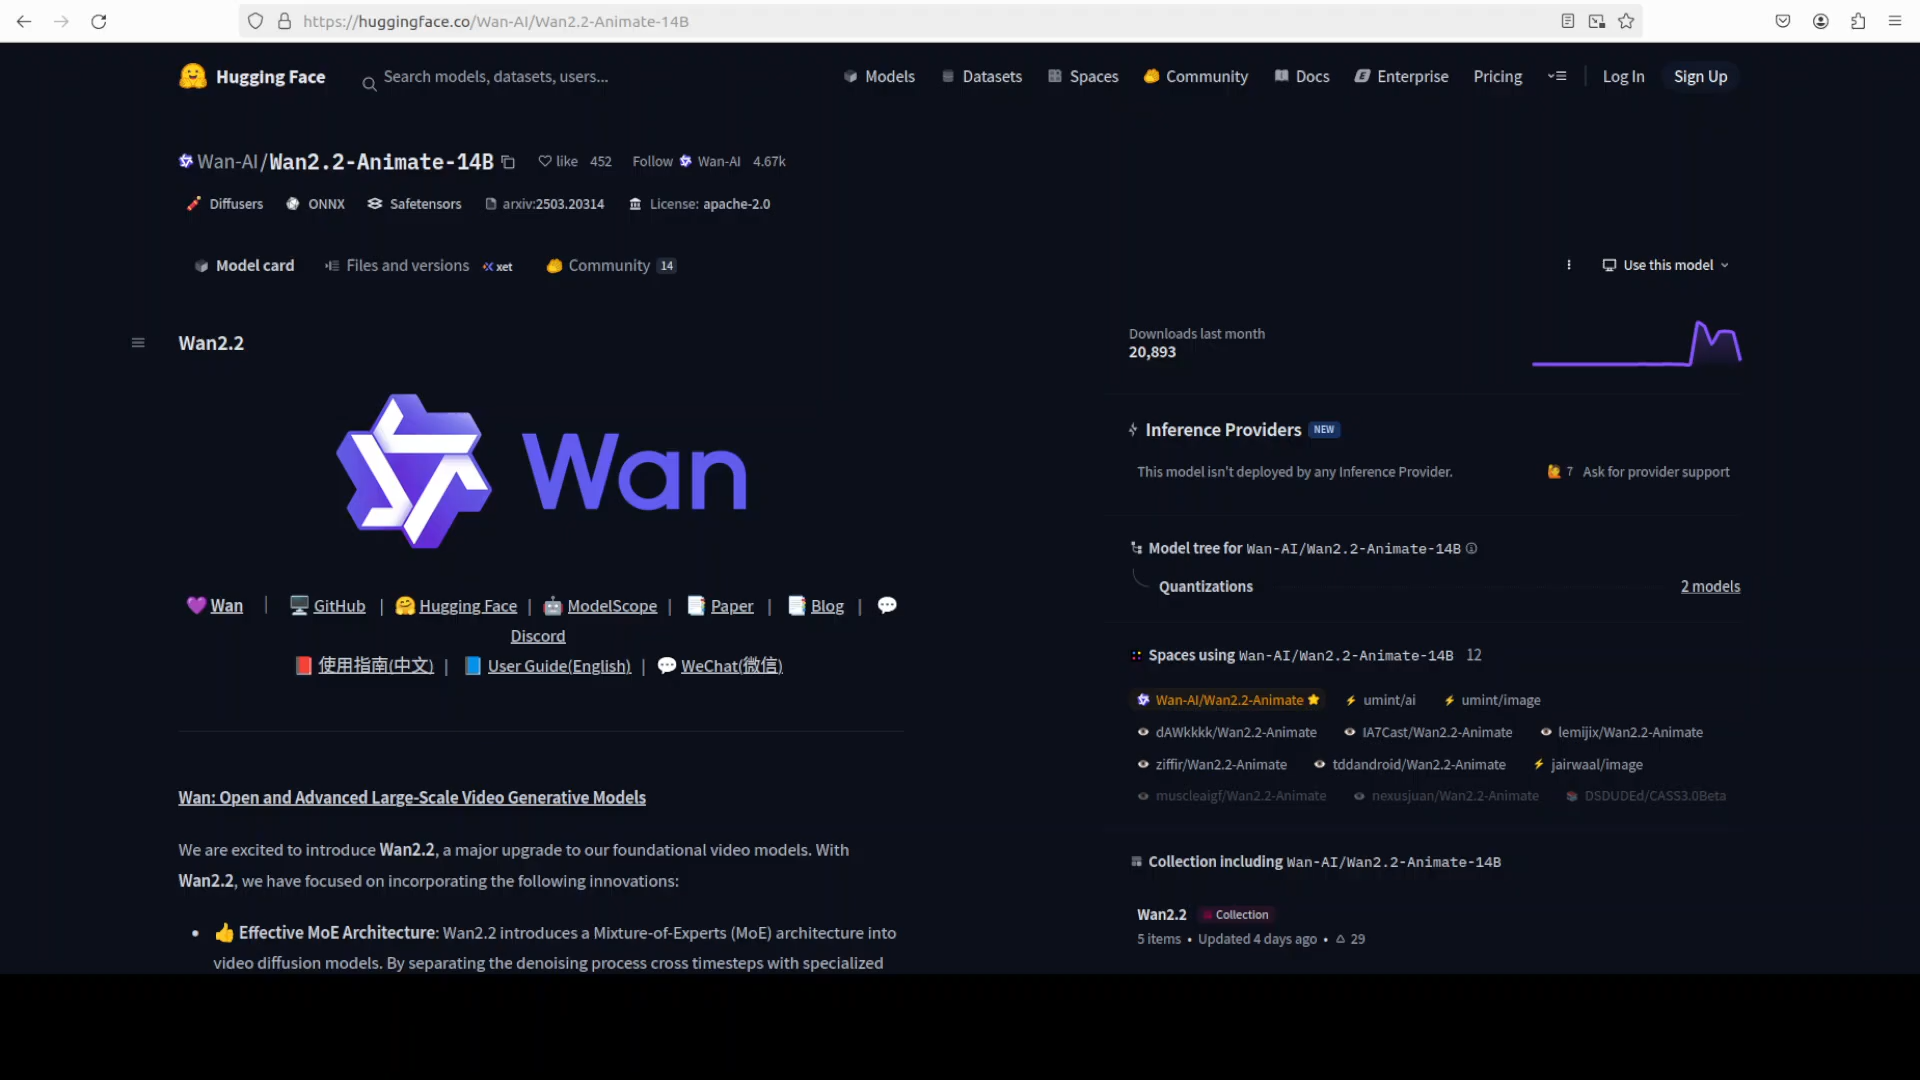 https://huggingface.co/Wan-AI/Wan2.2-Animate-14B
Hugging Face
Search models, datasets, users...
Models
Datasets
Spaces
Community
Docs
Enterprise
Pricing
Log In
Sign Up
Wan-AI/Wan2.2-Animate-14B
like 452
Follow Wan-AI 4.67k
Diffusers
ONNX
Safetensors
arxiv:2503.20314
License: apache-2.0
Model card
Files and versions
xet
Community 14
Use this model
Wan2.2
Wan
💜 Wan | 🖥️ GitHub | 🤗 Hugging Face | 🤖 ModelScope | 📑 Paper | 📑 Blog | 💬
Discord
📕 使用指南(中文) | 📘 User Guide(English) | 💬 WeChat(微信)
Wan: Open and Advanced Large-Scale Video Generative Models
We are excited to introduce Wan2.2, a major upgrade to our foundational video models. With
Wan2.2, we have focused on incorporating the following innovations:
• 👍 Effective MoE Architecture: Wan2.2 introduces a Mixture-of-Experts (MoE) architecture into
video diffusion models. By separating the denoising process cross timesteps with specialized
Downloads last month
20,893
Inference Providers NEW
This model isn't deployed by any Inference Provider.
🙋 7 Ask for provider support
Model tree for Wan-AI/Wan2.2-Animate-14B
Quantizations
2 models
Spaces using Wan-AI/Wan2.2-Animate-14B 12
Wan-AI/Wan2.2-Animate ⭐ ⚡ umint/ai ⚡ umint/image
dAWkkkk/Wan2.2-Animate IA7Cast/Wan2.2-Animate lemijix/Wan2.2-Animate
ziffir/Wan2.2-Animate tddandroid/Wan2.2-Animate ⚡ jairwaal/image
muscleaigf/Wan2.2-Animate nexusjuan/Wan2.2-Animate 📚 DSDUDEd/CASS3.0Beta
Collection including Wan-AI/Wan2.2-Animate-14B
Wan2.2 Collection
5 items • Updated 4 days ago • 29